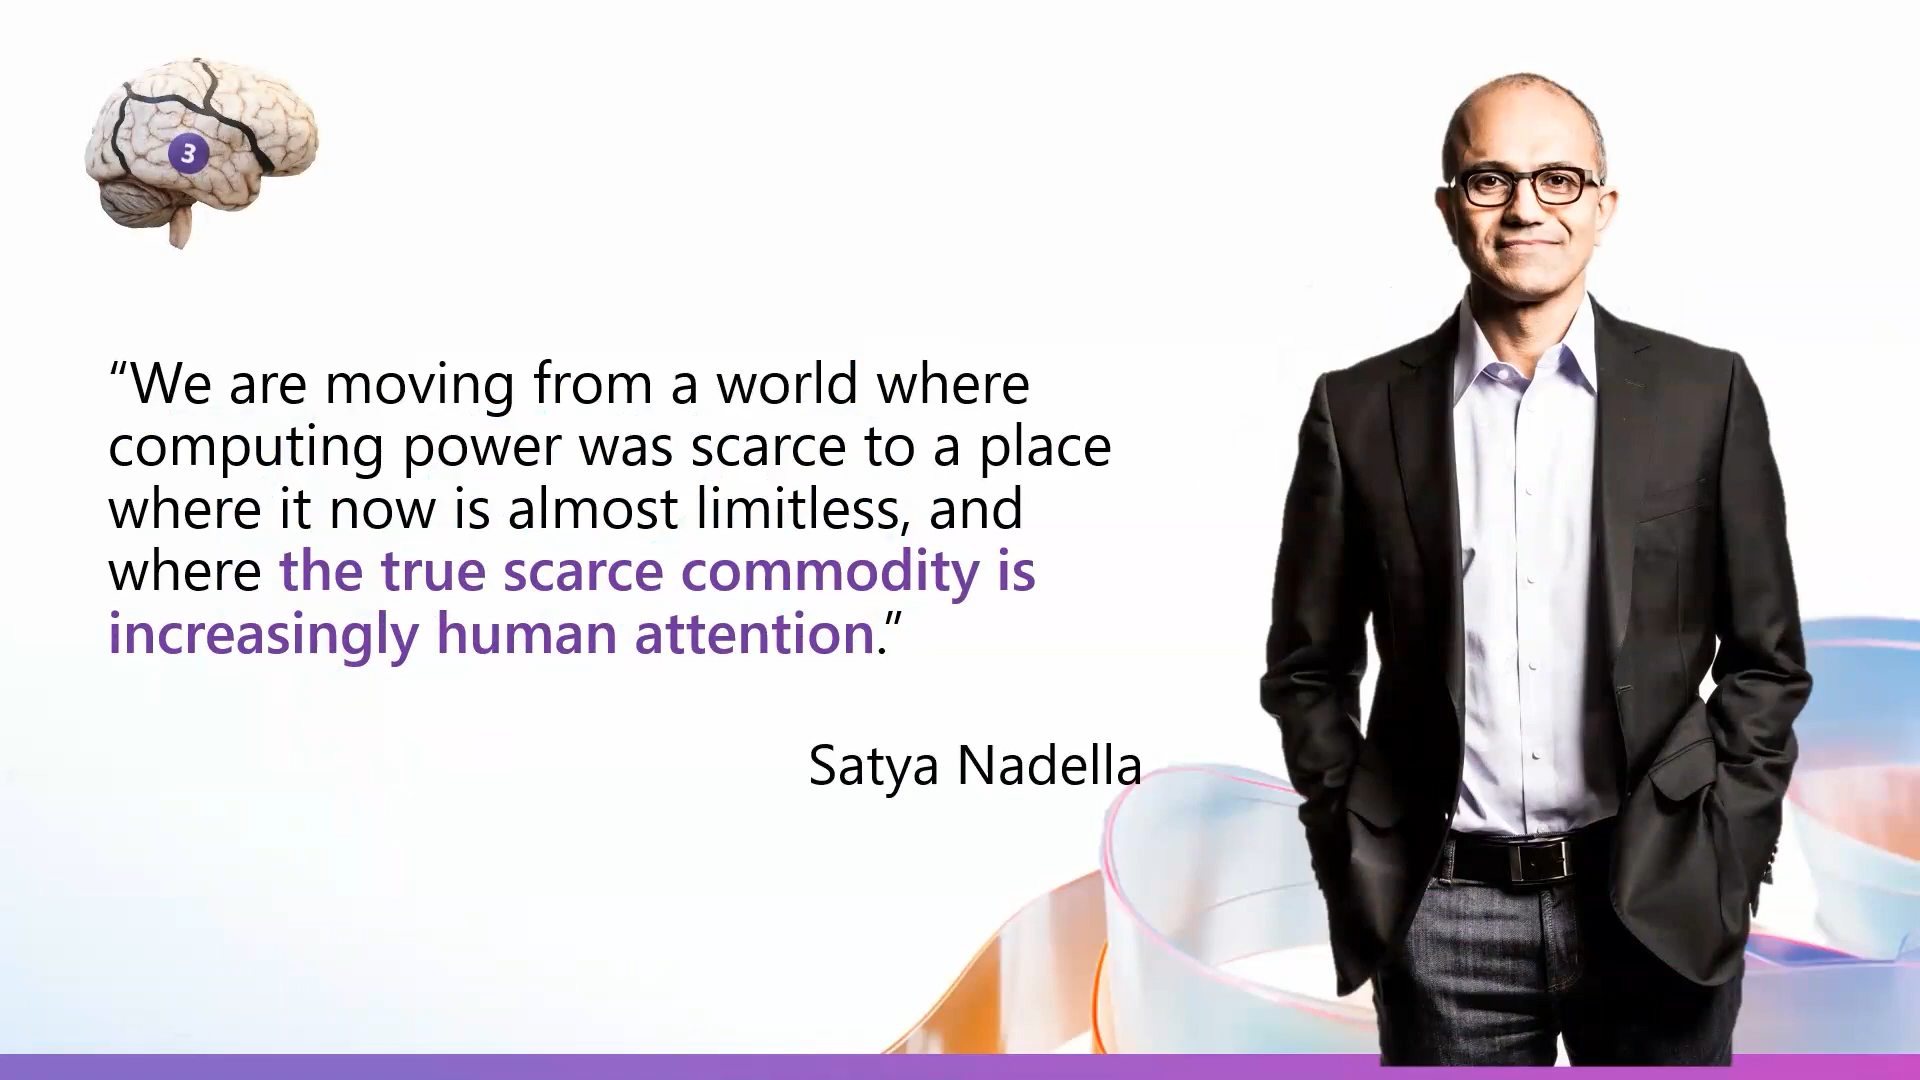 3
“We are moving from a world where
computing power was scarce to a place
where it now is almost limitless, and
where the true scarce commodity is
increasingly human attention.”
Satya Nadella